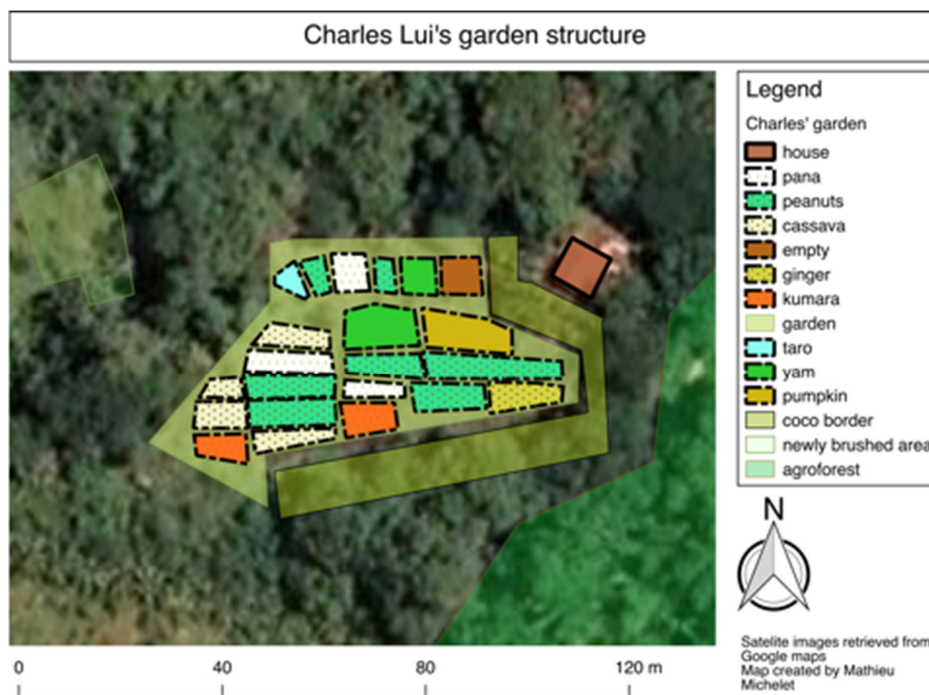 Charles Lui's garden structure
Legend
Charles' garden
house
pana
peanuts
cassava
empty
ginger
kumara
garden
taro
yam
pumpkin
coco border
newly brushed area
agroforest
N
Satelite images retrieved from
Google maps
Map created by Mathieu
Michelet
0 40 80 120 m